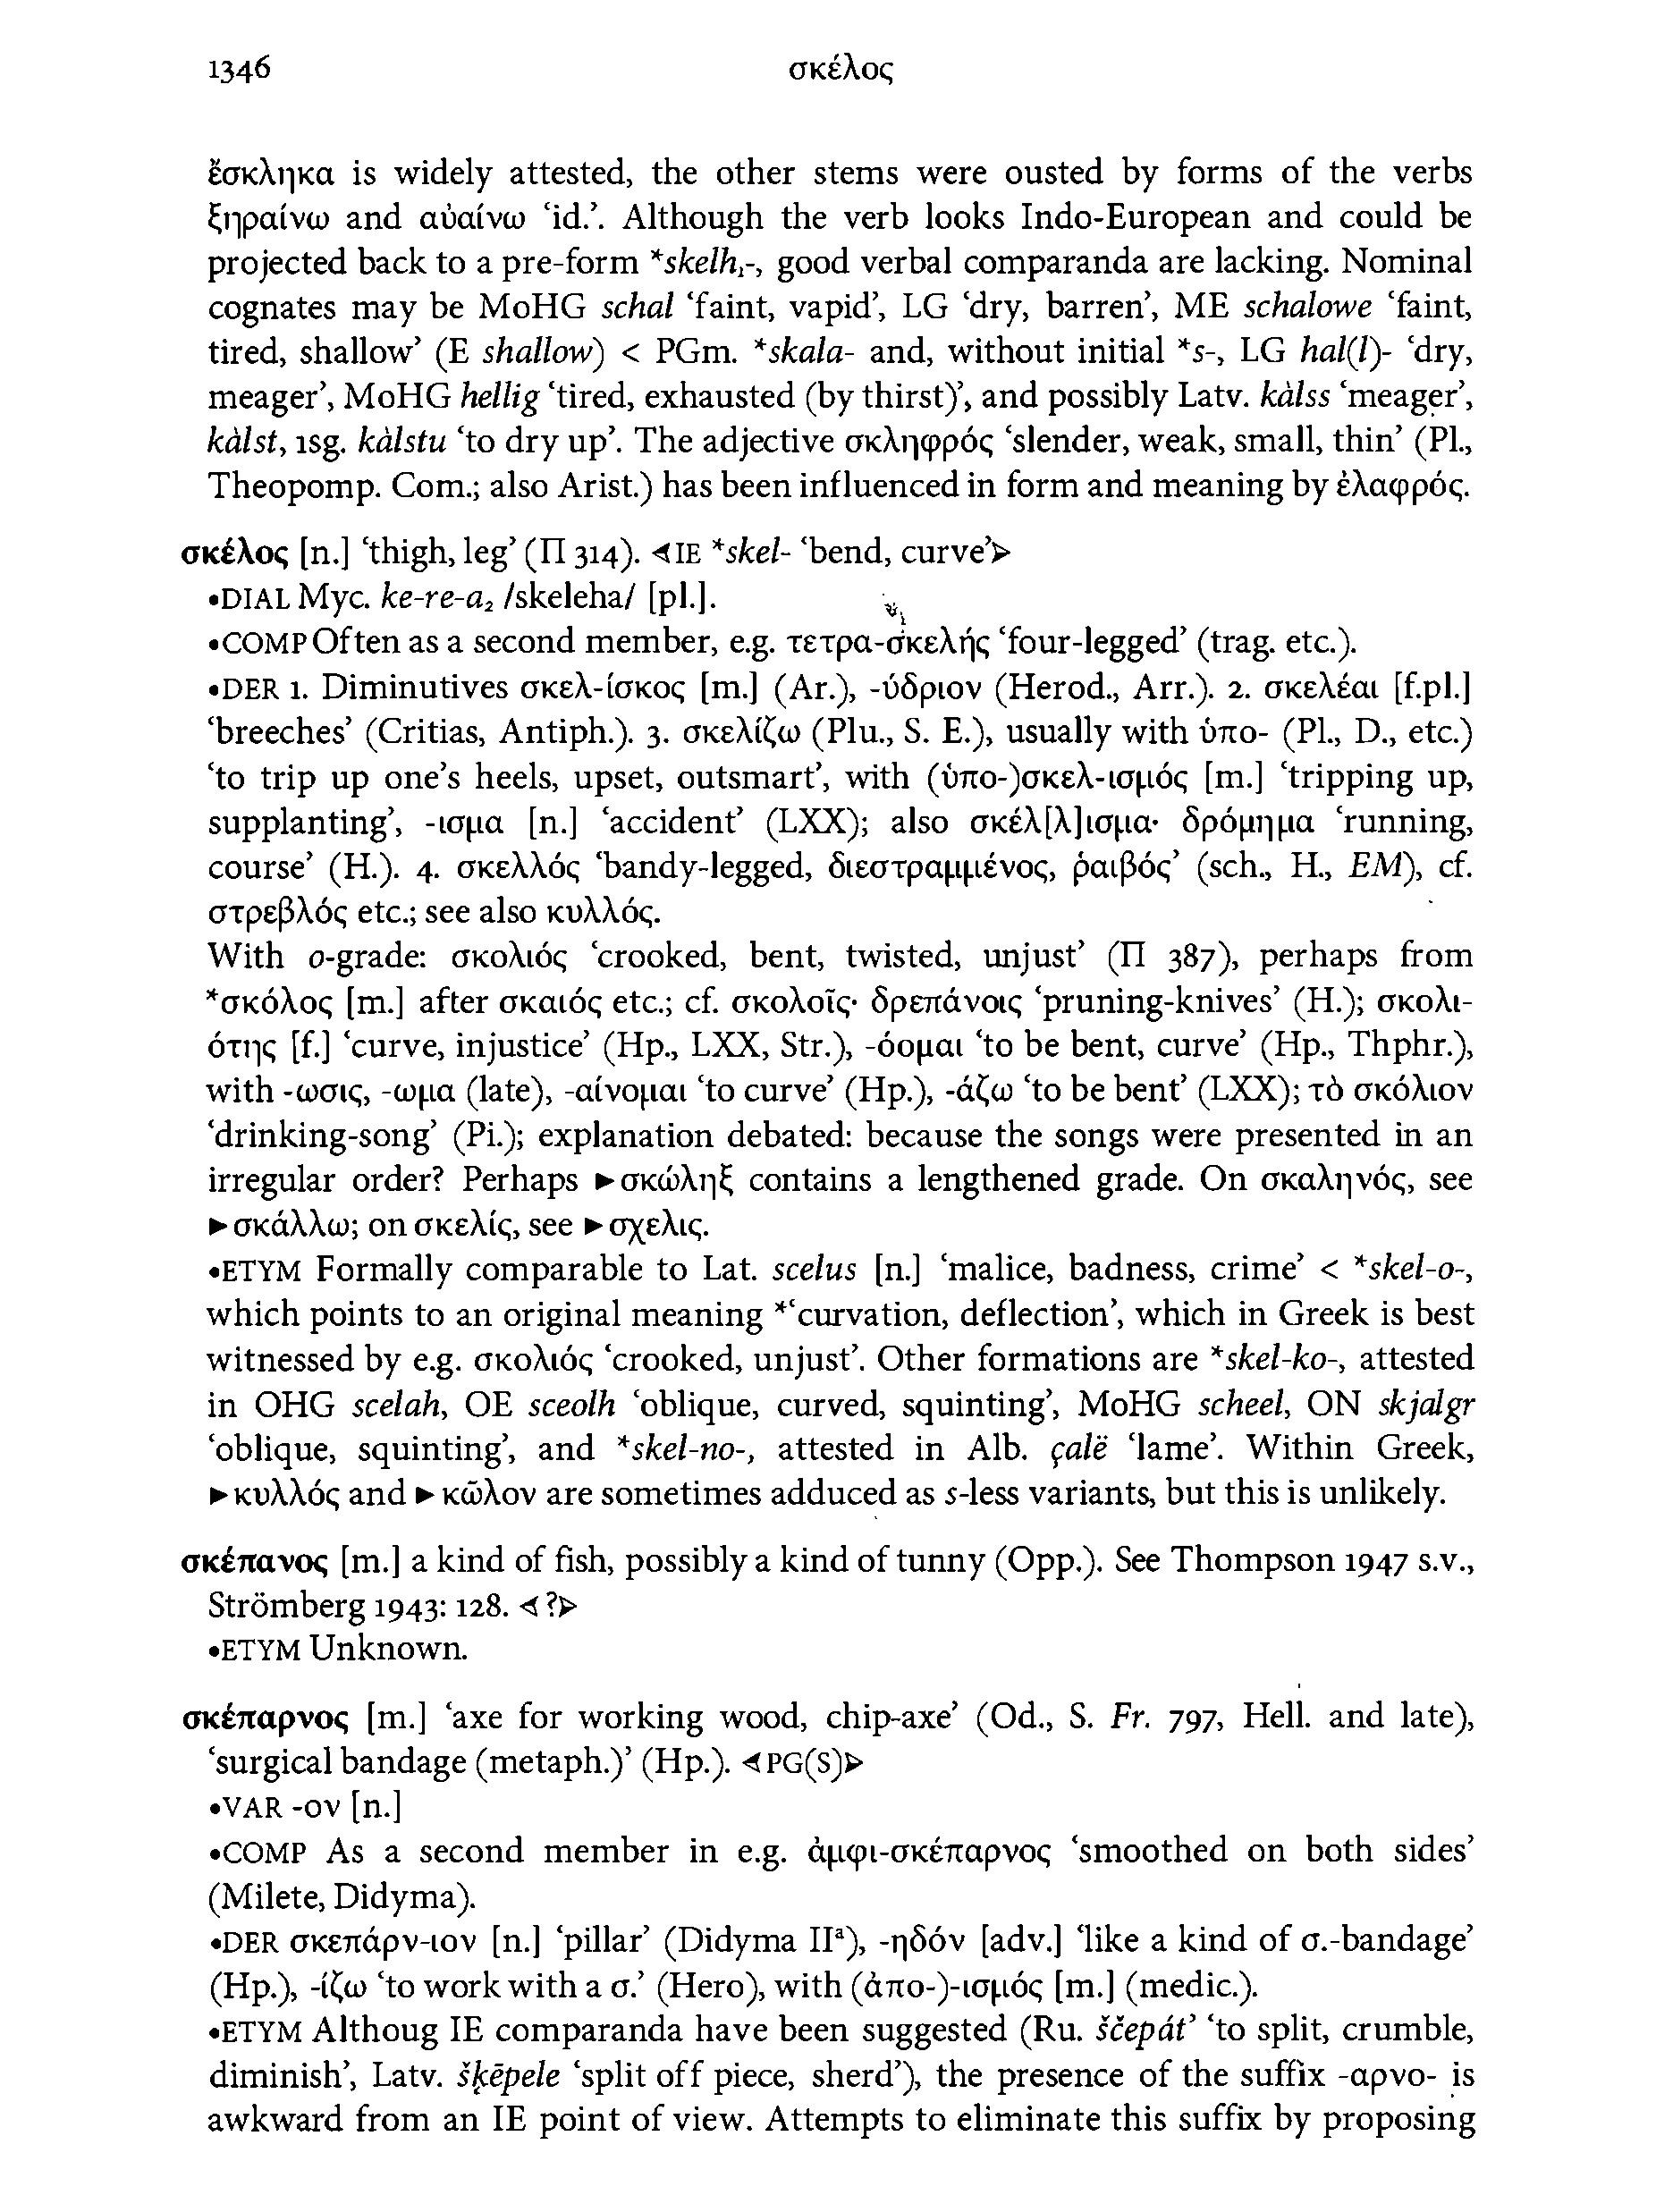 1346 σκέλος
ἔσκληκα is widely attested, the other stems were ousted by forms of the verbs
ξηραίνω and αὐαίνω ‘id.’. Although the verb looks Indo-European and could be
projected back to a pre-form *skelh₁-, good verbal comparanda are lacking. Nominal
cognates may be MoHG schal ‘faint, vapid’, LG ‘dry, barren’, ME schalowe ‘faint,
tired, shallow’ (E shallow) < PGm. *skala- and, without initial *s-, LG hal(l)- ‘dry,
meager’, MoHG hellig ‘tired, exhausted (by thirst)’, and possibly Latv. kàlss ‘meager’,
kàlst, 1sg. kàlstu ‘to dry up’. The adjective σκληφρός ‘slender, weak, small, thin’ (Pl.,
Theopomp. Com.; also Arist.) has been influenced in form and meaning by ἐλαφρός.
σκέλος [n.] ‘thigh, leg’ (Π 314). ◁IE *skel- ‘bend, curve’▷
•DIAL Myc. ke-re-a₂ /skeleha/ [pl.].
•COMP Often as a second member, e.g. τετρα-σκελής ‘four-legged’ (trag. etc.).
•DER 1. Diminutives σκελ-ίσκος [m.] (Ar.), -ύδριον (Herod., Arr.). 2. σκελέαι [f.pl.]
‘breeches’ (Critias, Antiph.). 3. σκελίζω (Plu., S. E.), usually with ὑπο- (Pl., D., etc.)
‘to trip up one’s heels, upset, outsmart’, with (ὑπο-)σκελ-ισμός [m.] ‘tripping up,
supplanting’, -ισμα [n.] ‘accident’ (LXX); also σκέλ[λ]ισμα· δρόμημα ‘running,
course’ (H.). 4. σκελλός ‘bandy-legged, διεστραμμένος, ῥαιβός’ (sch., H., EM), cf.
στρεβλός etc.; see also κυλλός.
With o-grade: σκολιός ‘crooked, bent, twisted, unjust’ (Π 387), perhaps from
*σκόλος [m.] after σκαιός etc.; cf. σκολοῖς· δρεπάνοις ‘pruning-knives’ (H.); σκολι-
ότης [f.] ‘curve, injustice’ (Hp., LXX, Str.), -όομαι ‘to be bent, curve’ (Hp., Thphr.),
with -ωσις, -ωμα (late), -αίνομαι ‘to curve’ (Hp.), -άζω ‘to be bent’ (LXX); τὸ σκόλιον
‘drinking-song’ (Pi.); explanation debated: because the songs were presented in an
irregular order? Perhaps ►σκώληξ contains a lengthened grade. On σκαληνός, see
►σκάλλω; on σκελίς, see ►σχελις.
•ETYM Formally comparable to Lat. scelus [n.] ‘malice, badness, crime’ < *skel-o-,
which points to an original meaning *‘curvation, deflection’, which in Greek is best
witnessed by e.g. σκολιός ‘crooked, unjust’. Other formations are *skel-ko-, attested
in OHG scelah, OE sceolh ‘oblique, curved, squinting’, MoHG scheel, ON skjalgr
‘oblique, squinting’, and *skel-no-, attested in Alb. çalë ‘lame’. Within Greek,
►κυλλός and ►κῶλον are sometimes adduced as s-less variants, but this is unlikely.
σκέπανος [m.] a kind of fish, possibly a kind of tunny (Opp.). See Thompson 1947 s.v.,
Strömberg 1943: 128. ◁?▷
•ETYM Unknown.
σκέπαρνος [m.] ‘axe for working wood, chip-axe’ (Od., S. Fr. 797, Hell. and late),
‘surgical bandage (metaph.)’ (Hp.). ◁PG(S)▷
•VAR -ον [n.]
•COMP As a second member in e.g. ἀμφι-σκέπαρνος ‘smoothed on both sides’
(Milete, Didyma).
•DER σκεπάρν-ιον [n.] ‘pillar’ (Didyma IIᵃ), -ηδόν [adv.] ‘like a kind of σ.-bandage’
(Hp.), -ίζω ‘to work with a σ.’ (Hero), with (ἀπο-)-ισμός [m.] (medic.).
•ETYM Althoug IE comparanda have been suggested (Ru. ščepát’ ‘to split, crumble,
diminish’, Latv. šķēpele ‘split off piece, sherd’), the presence of the suffix -αρνο- is
awkward from an IE point of view. Attempts to eliminate this suffix by proposing